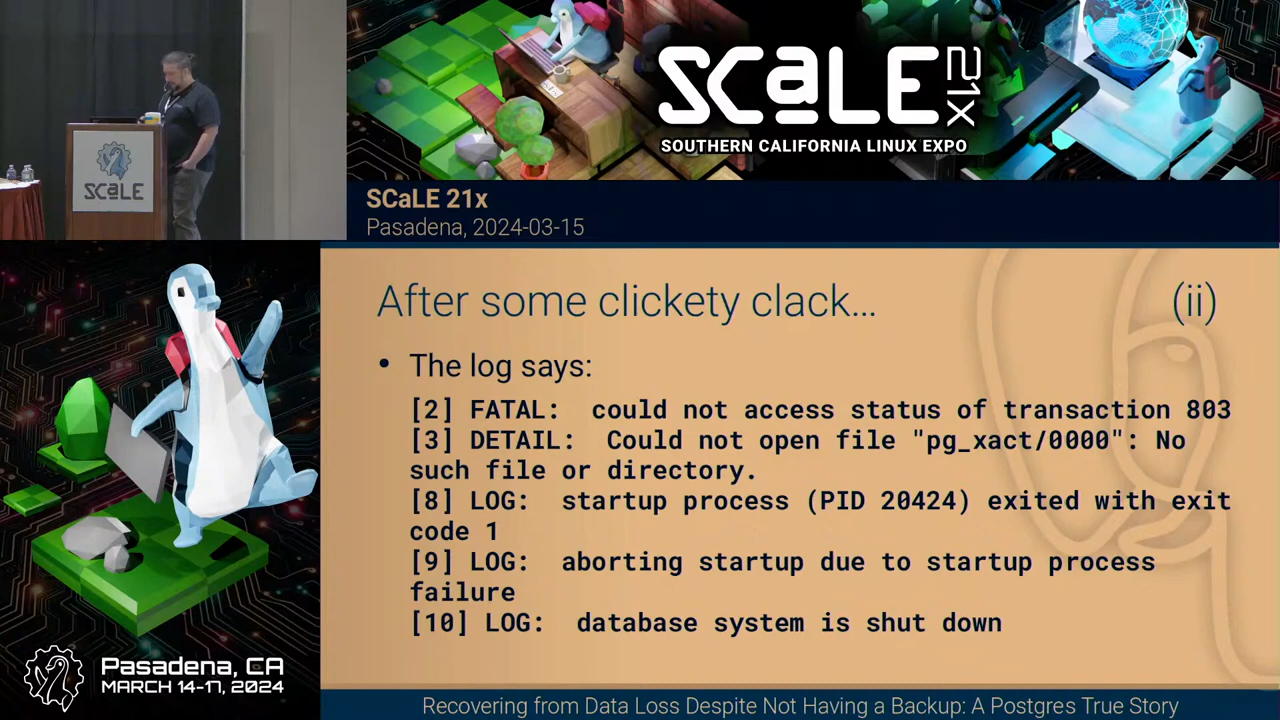 SCaLE
SCaLE 21x
SOUTHERN CALIFORNIA LINUX EXPO
SCaLE 21x
Pasadena, 2024-03-15
After some clickety clack… (ii)
• The log says:
[2] FATAL:  could not access status of transaction 803
[3] DETAIL:  Could not open file "pg_xact/0000": No
such file or directory.
[8] LOG:  startup process (PID 20424) exited with exit
code 1
[9] LOG:  aborting startup due to startup process
failure
[10] LOG:  database system is shut down
Pasadena, CA
MARCH 14-17, 2024
Recovering from Data Loss Despite Not Having a Backup: A Postgres True Story